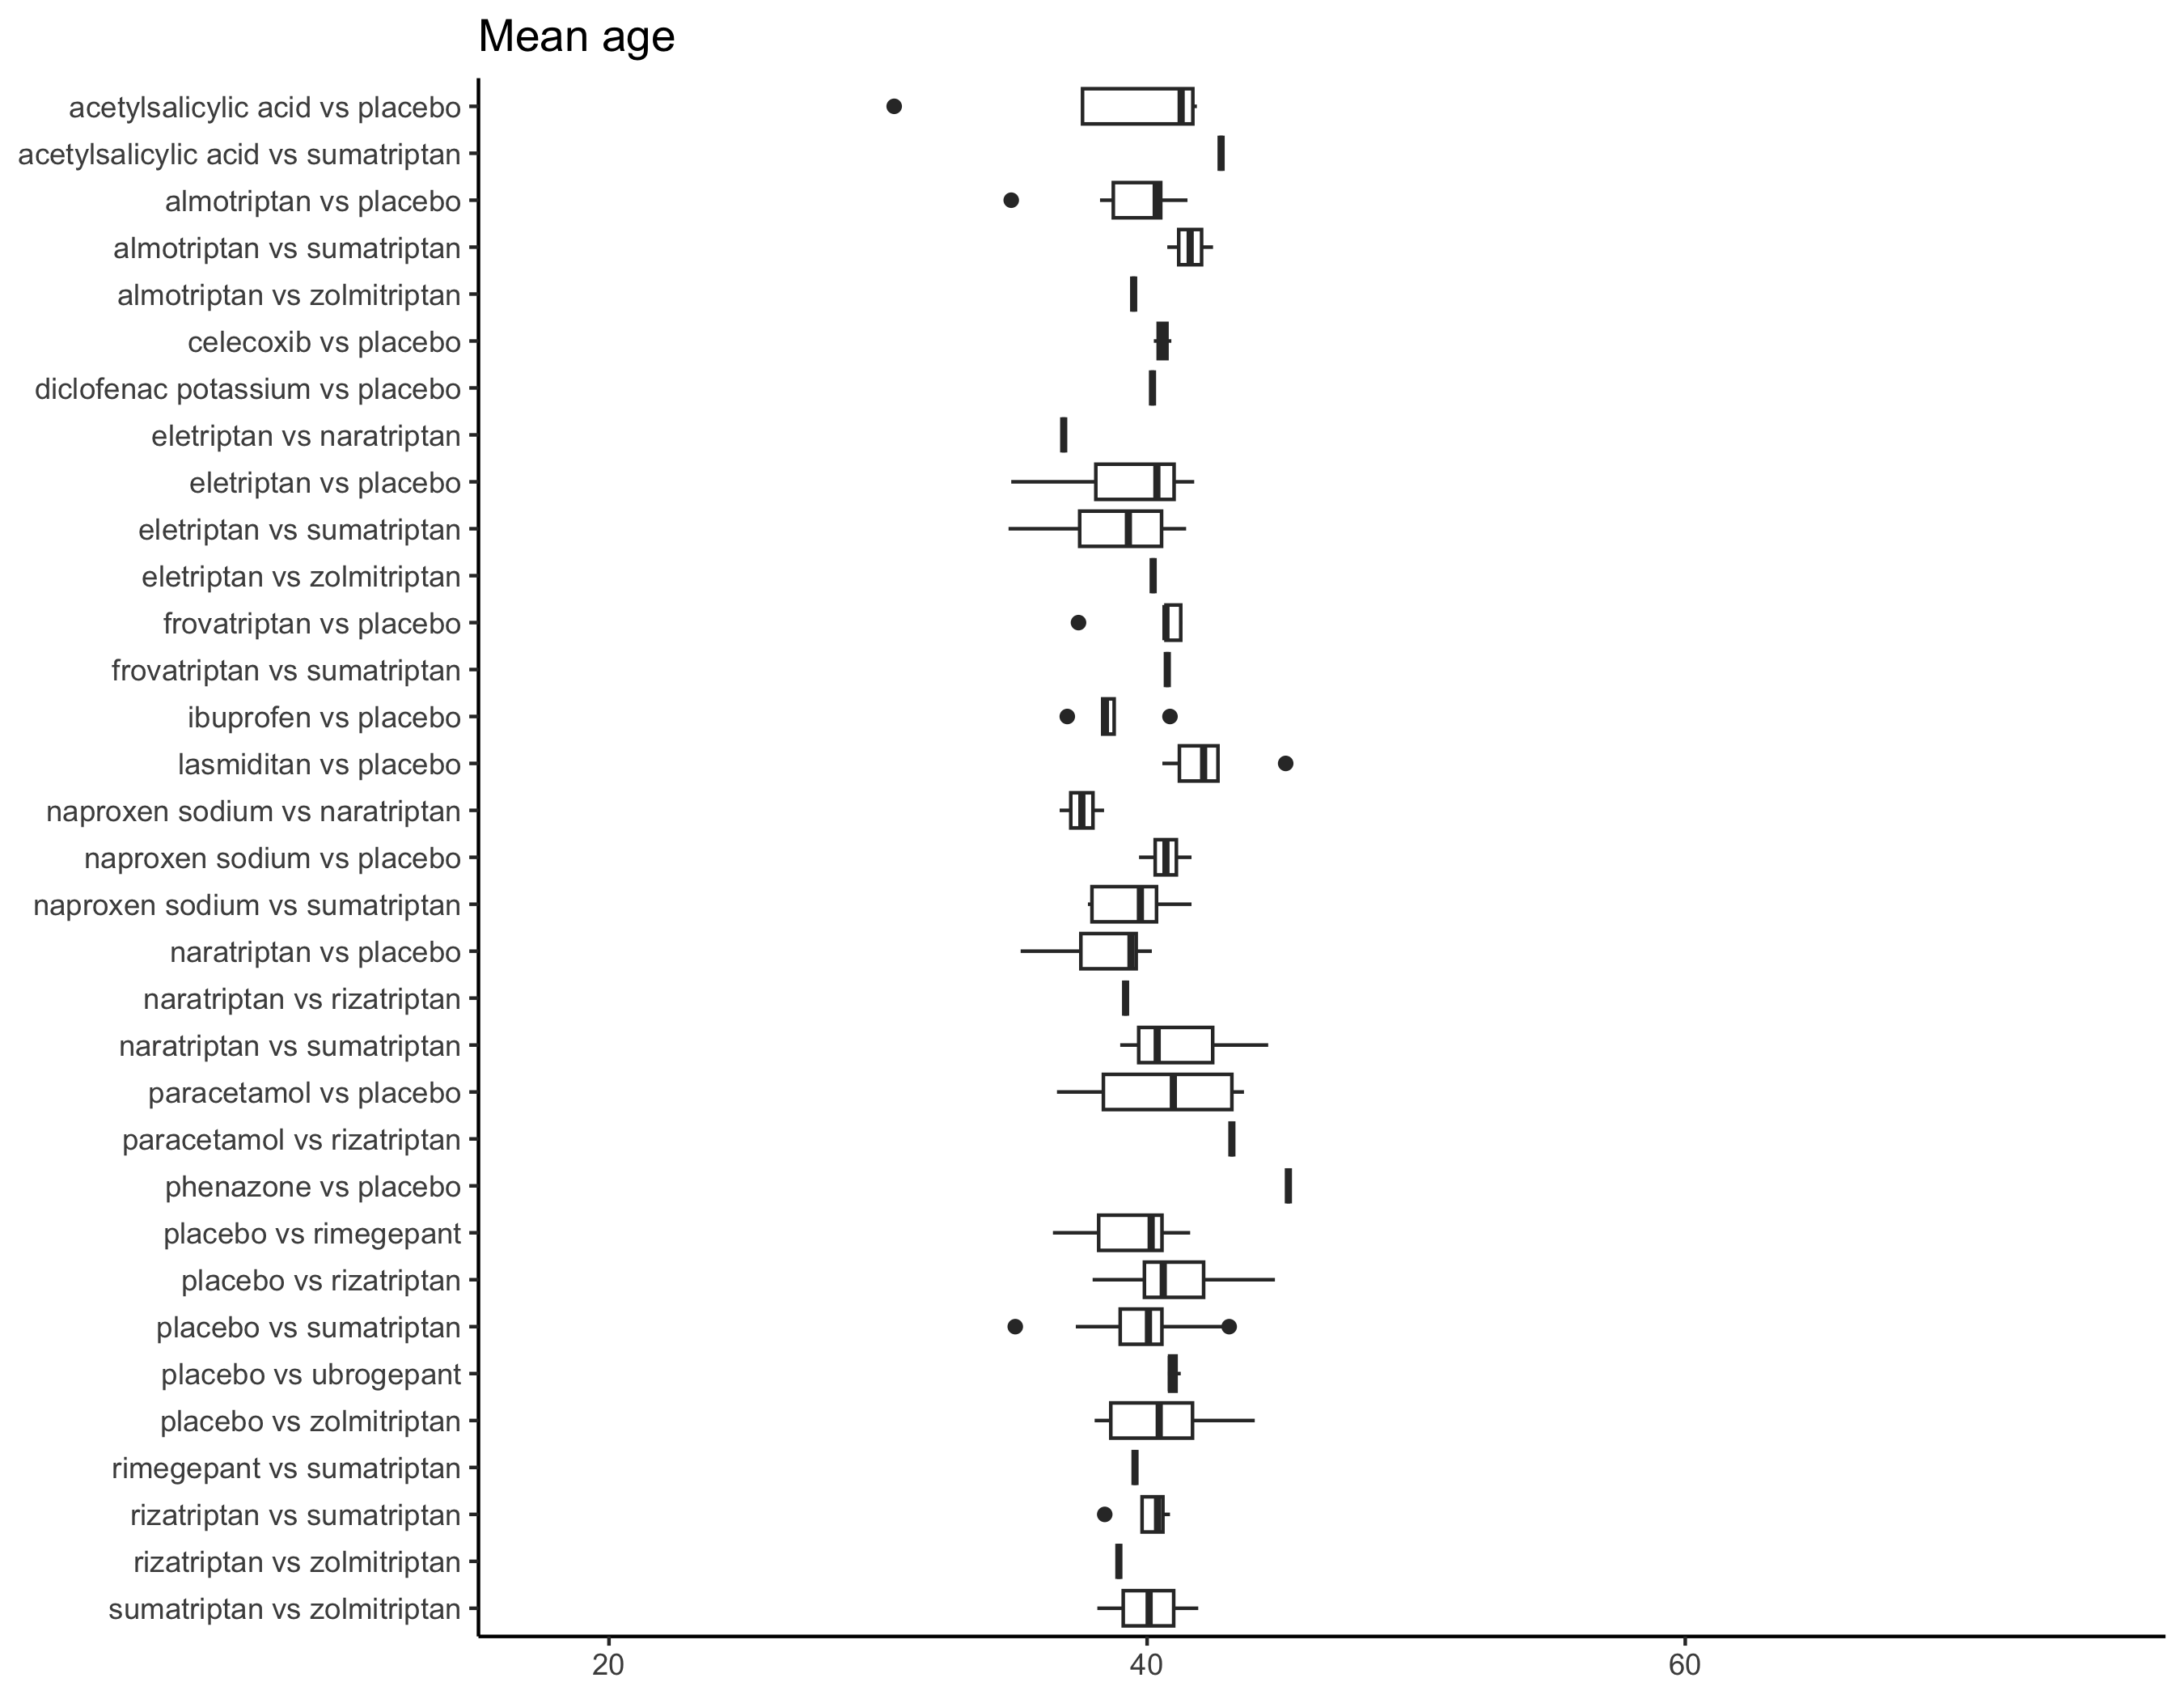 Mean age
acetylsalicylic acid vs placebo
acetylsalicylic acid vs sumatriptan
almotriptan vs placebo
almotriptan vs sumatriptan
almotriptan vs zolmitriptan
celecoxib vs placebo
diclofenac potassium vs placebo
eletriptan vs naratriptan
eletriptan vs placebo
eletriptan vs sumatriptan
eletriptan vs zolmitriptan
frovatriptan vs placebo
frovatriptan vs sumatriptan
ibuprofen vs placebo
lasmiditan vs placebo
naproxen sodium vs naratriptan
naproxen sodium vs placebo
naproxen sodium vs sumatriptan
naratriptan vs placebo
naratriptan vs rizatriptan
naratriptan vs sumatriptan
paracetamol vs placebo
paracetamol vs rizatriptan
phenazone vs placebo
placebo vs rimegepant
placebo vs rizatriptan
placebo vs sumatriptan
placebo vs ubrogepant
placebo vs zolmitriptan
rimegepant vs sumatriptan
rizatriptan vs sumatriptan
rizatriptan vs zolmitriptan
sumatriptan vs zolmitriptan
20 40 60